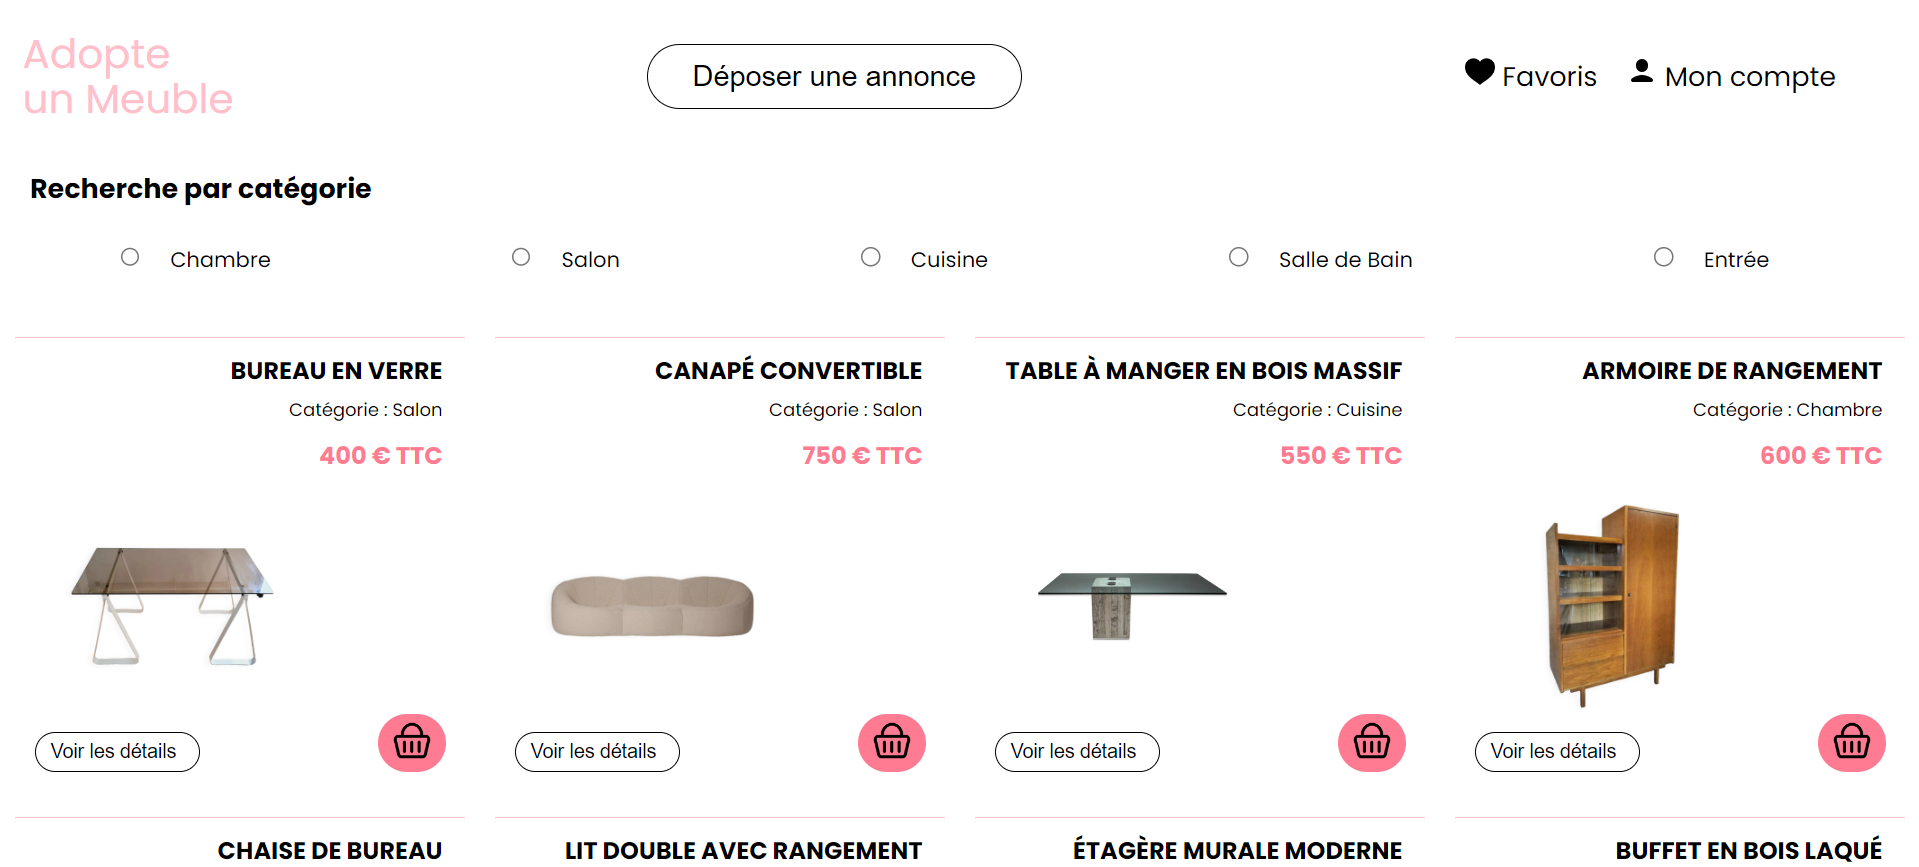 Adopte
un Meuble
Déposer une annonce
Favoris
Mon compte
Recherche par catégorie
Chambre
Salon
Cuisine
Salle de Bain
Entrée
BUREAU EN VERRE
Catégorie : Salon
400 € TTC
Voir les détails
CANAPÉ CONVERTIBLE
Catégorie : Salon
750 € TTC
Voir les détails
TABLE À MANGER EN BOIS MASSIF
Catégorie : Cuisine
550 € TTC
Voir les détails
ARMOIRE DE RANGEMENT
Catégorie : Chambre
600 € TTC
Voir les détails
CHAISE DE BUREAU
LIT DOUBLE AVEC RANGEMENT
ÉTAGÈRE MURALE MODERNE
BUFFET EN BOIS LAQUÉ